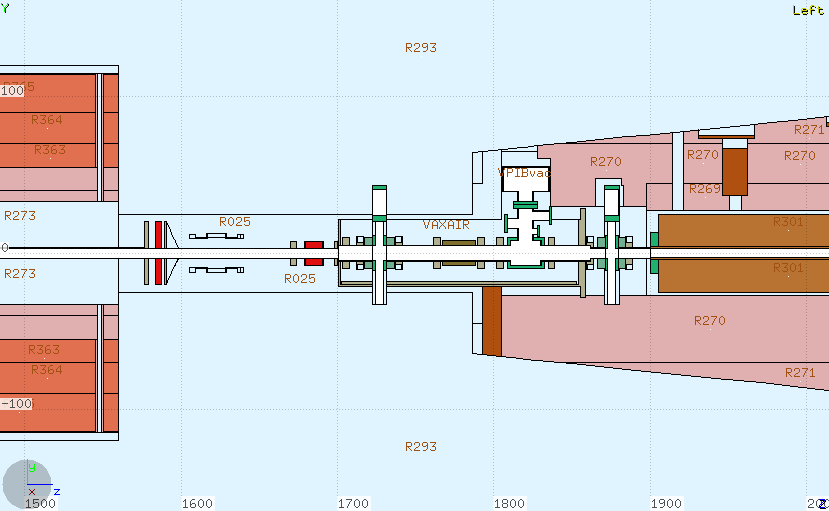 Y
Left
R293
100
R364
R271
R363
R270
R270
R270
VPIBvac
R269
R273
R025
VAXAIR
R301
0
R273
R025
R301
R270
R363
R364
R271
-100
R293
y
x
z
1500
1600
1700
1800
1900